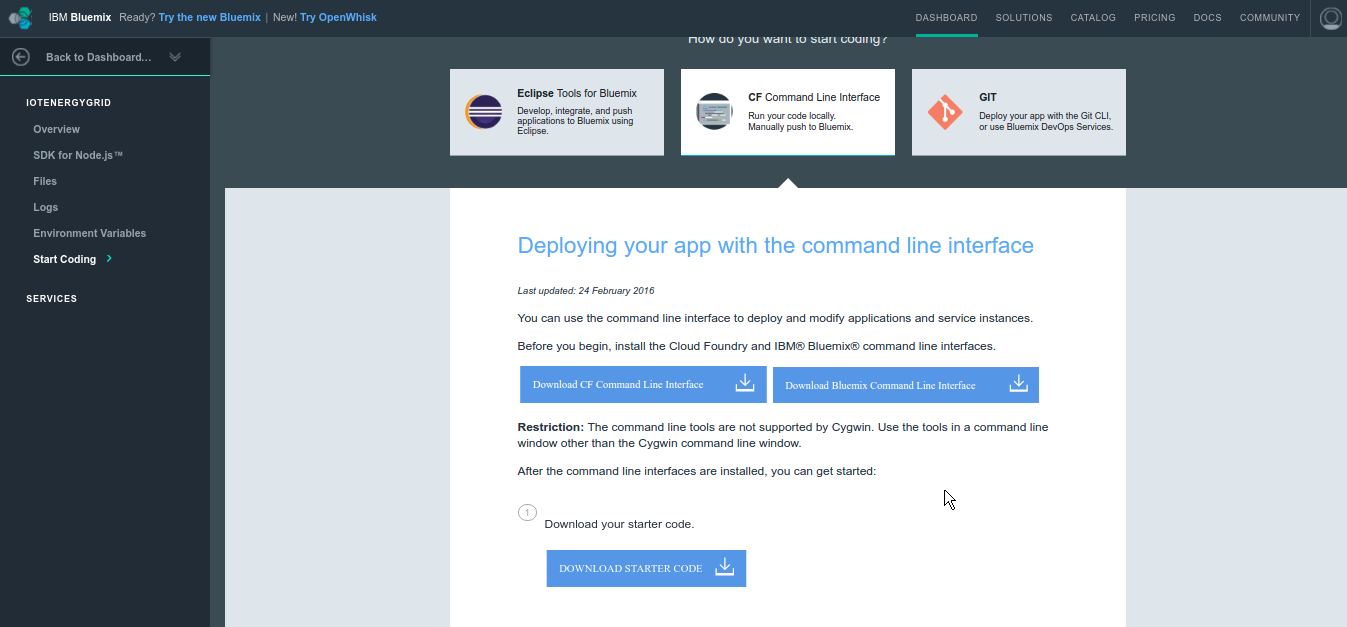 IBM Bluemix Ready? Try the new Bluemix | New! Try OpenWhisk
DASHBOARD SOLUTIONS CATALOG PRICING DOCS COMMUNITY
Back to Dashboard...
IOTENERGYGRID
Overview
SDK for Node.js™
Files
Logs
Environment Variables
Start Coding
SERVICES
How do you want to start coding?
Eclipse Tools for Bluemix
Develop, integrate, and push
applications to Bluemix using
Eclipse.
CF Command Line Interface
Run your code locally.
Manually push to Bluemix.
GIT
Deploy your app with the Git CLI,
or use Bluemix DevOps Services.
Deploying your app with the command line interface
Last updated: 24 February 2016
You can use the command line interface to deploy and modify applications and service instances.
Before you begin, install the Cloud Foundry and IBM® Bluemix® command line interfaces.
Download CF Command Line Interface
Download Bluemix Command Line Interface
Restriction: The command line tools are not supported by Cygwin. Use the tools in a command line
window other than the Cygwin command line window.
After the command line interfaces are installed, you can get started:
1
Download your starter code.
DOWNLOAD STARTER CODE